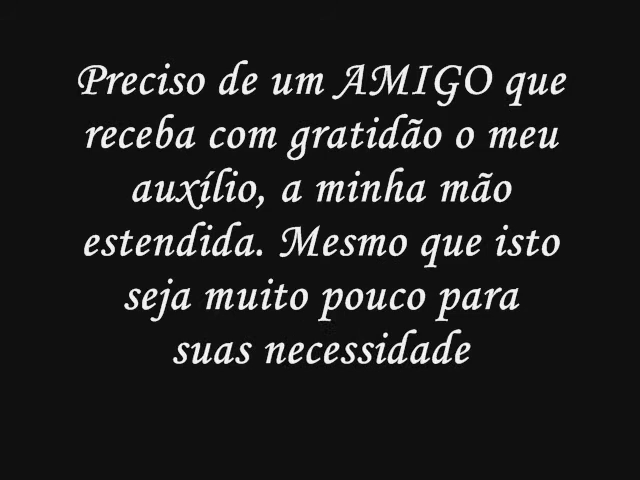 Preciso de um AMIGO que
receba com gratidão o meu
auxílio, a minha mão
estendida. Mesmo que isto
seja muito pouco para
suas necessidade